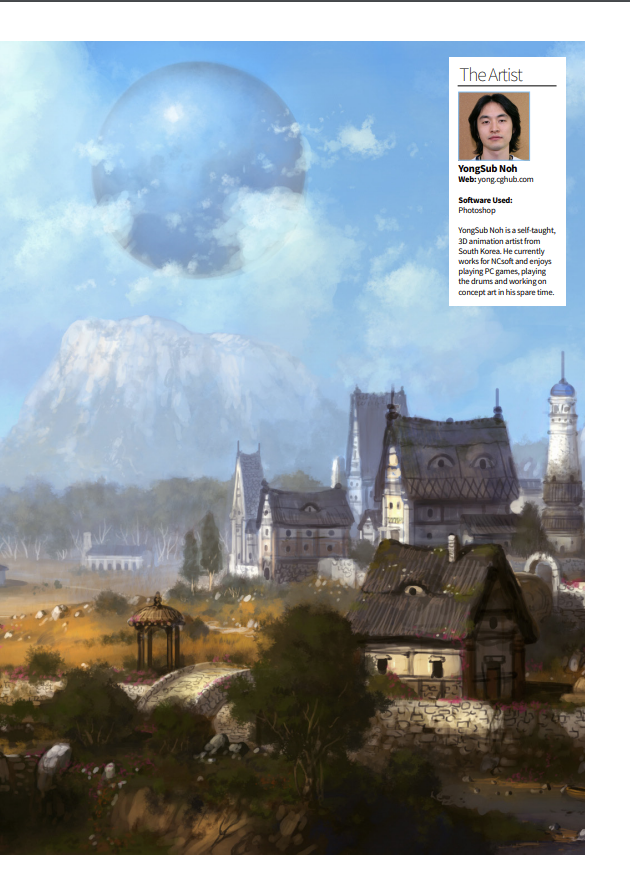 The Artist
YongSub Noh
Web: yong.cghub.com
Software Used:
Photoshop
YongSub Noh is a self-taught,
3D animation artist from
South Korea. He currently
works for NCsoft and enjoys
playing PC games, playing
the drums and working on
concept art in his spare time.